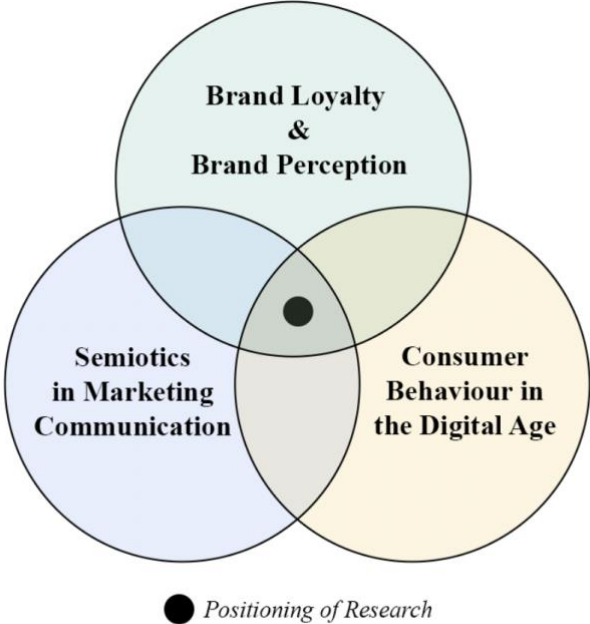 Brand Loyalty
&
Brand Perception
Semiotics
in Marketing
Communication
Consumer
Behaviour in
the Digital Age
Positioning of Research